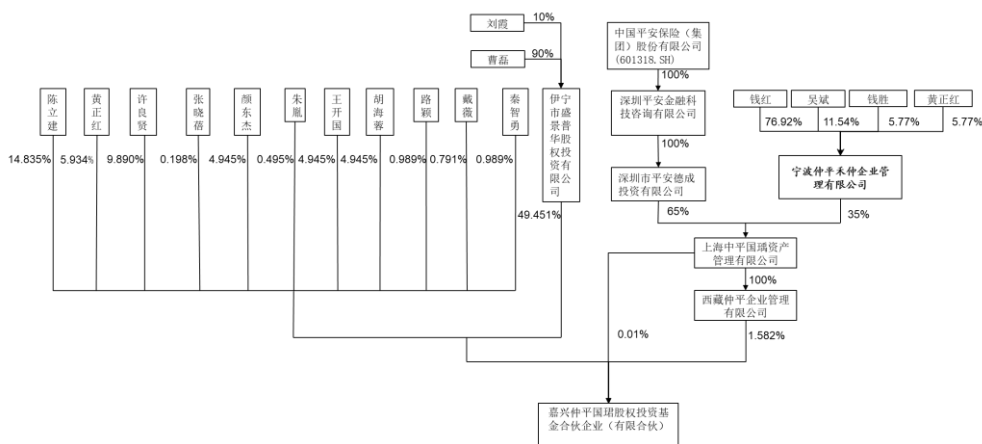 刘霞
10%
曹磊
90%
中国平安保险（集
团）股份有限公司
(601318.SH)
100%
深圳平安金融科
技咨询有限公司
100%
深圳市平安德成
投资有限公司
65%
钱红
吴斌
钱胜
黄正红
76.92%
11.54%
5.77%
5.77%
宁波仲平禾仲企业管
理有限公司
35%
陈立建
黄正红
许良贤
张晓蓓
颜东杰
朱胤
王开国
胡海蓉
路颖
戴薇
秦智勇
伊宁市盛景普华股权投资有限公司
14.835%
5.934%
9.890%
0.198%
4.945%
0.495%
4.945%
4.945%
0.989%
0.791%
0.989%
49.451%
上海中平国瑀资产
管理有限公司
100%
西藏仲平企业管理
有限公司
0.01%
1.582%
嘉兴仲平国珺股权投资基
金合伙企业（有限合伙）